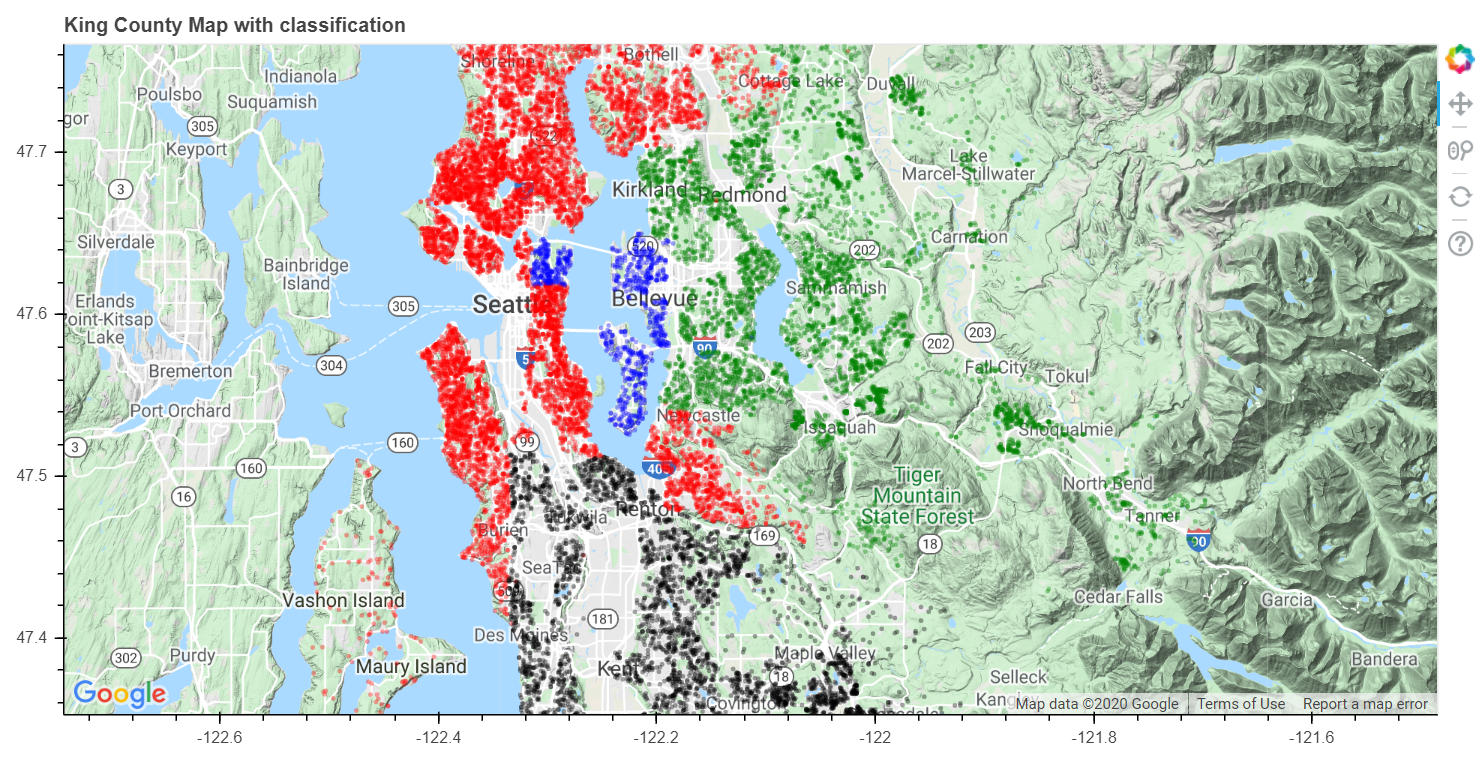 King County Map with classification
Bothell
Shoreline
Indianola
Cottage Lake
Duvall
Poulsbo
Suquamish
gor
305
522
Keyport
47.7
Lake
Marcel-Stillwater
3
Kirkland
Redmond
Silverdale
520
202
Carnation
Bainbridge
Island
Sammamish
Erlands
oint-Kitsap
Lake
305
Seatt
Bellevue
47.6
203
202
90
5
304
Bremerton
Fall City
Tokul
Port Orchard
Newcastle
Issaquah
Snoqualmie
3
160
99
160
405
47.5
16
Tiger
Mountain
State Forest
North Bend
Tanner
Burien
Tukwila
Renton
169
18
90
SeaTac
509
Cedar Falls
Garcia
Vashon Island
181
Des Moines
47.4
302
Purdy
Maury Island
Kent
Maple Valley
Bandera
18
Selleck
Kangley
Covington
Google
Map data ©2020 Google
Terms of Use
Report a map error
-122.6
-122.4
-122.2
-122
-121.8
-121.6